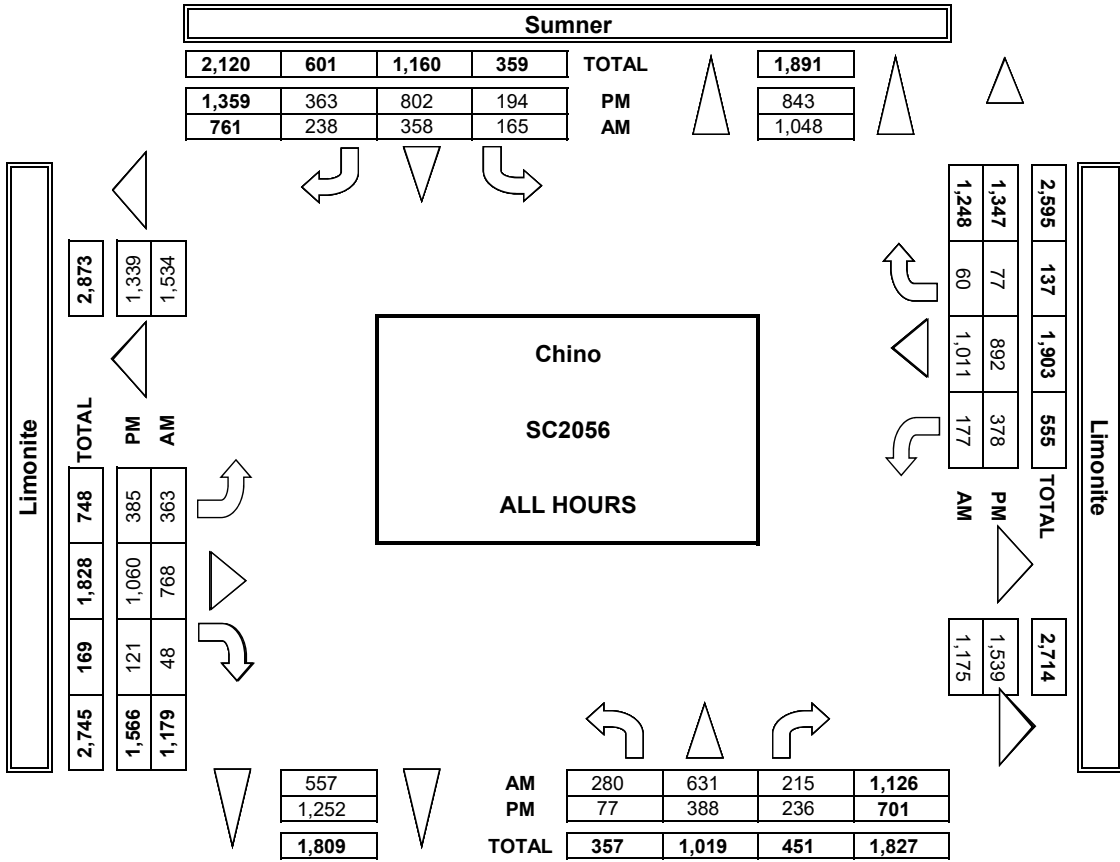 Sumner
2,120 601 1,160 359 TOTAL 1,891
1,359 363 802 194 PM 843
761 238 358 165 AM 1,048
Limonite
2,873
1,339
1,534
TOTAL 748 1,828 169 2,745
PM 385 1,060 121 1,566
AM 363 768 48 1,179
Chino
SC2056
ALL HOURS
2,595 137 1,903 555 TOTAL
1,347 77 892 378 PM
1,248 60 1,011 177 AM
2,714
1,539
1,175
Limonite
557 AM 280 631 215 1,126
1,252 PM 77 388 236 701
1,809 TOTAL 357 1,019 451 1,827